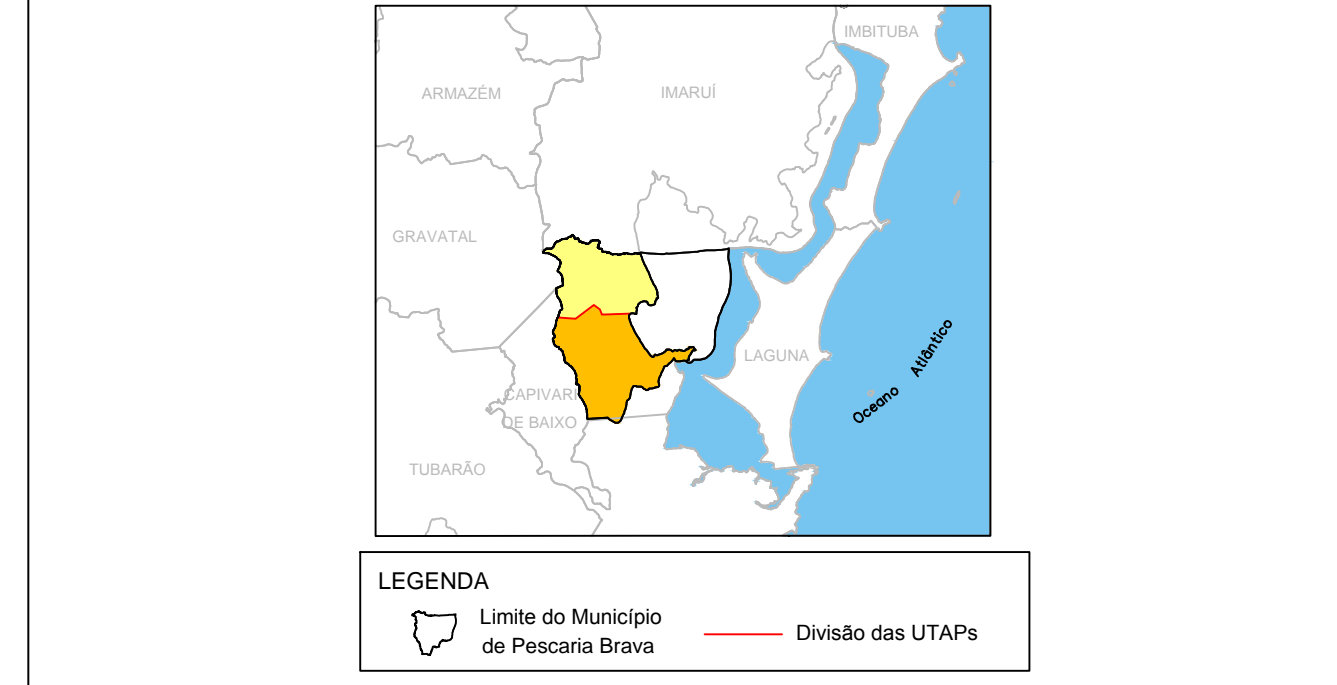 IMBITUBA
ARMAZÉM
IMARUÍ
GRAVATAL
LAGUNA
Oceano Atlântico
CAPIVARI
DE BAIXO
TUBARÃO
LEGENDA
Limite do Município
de Pescaria Brava
Divisão das UTAPs